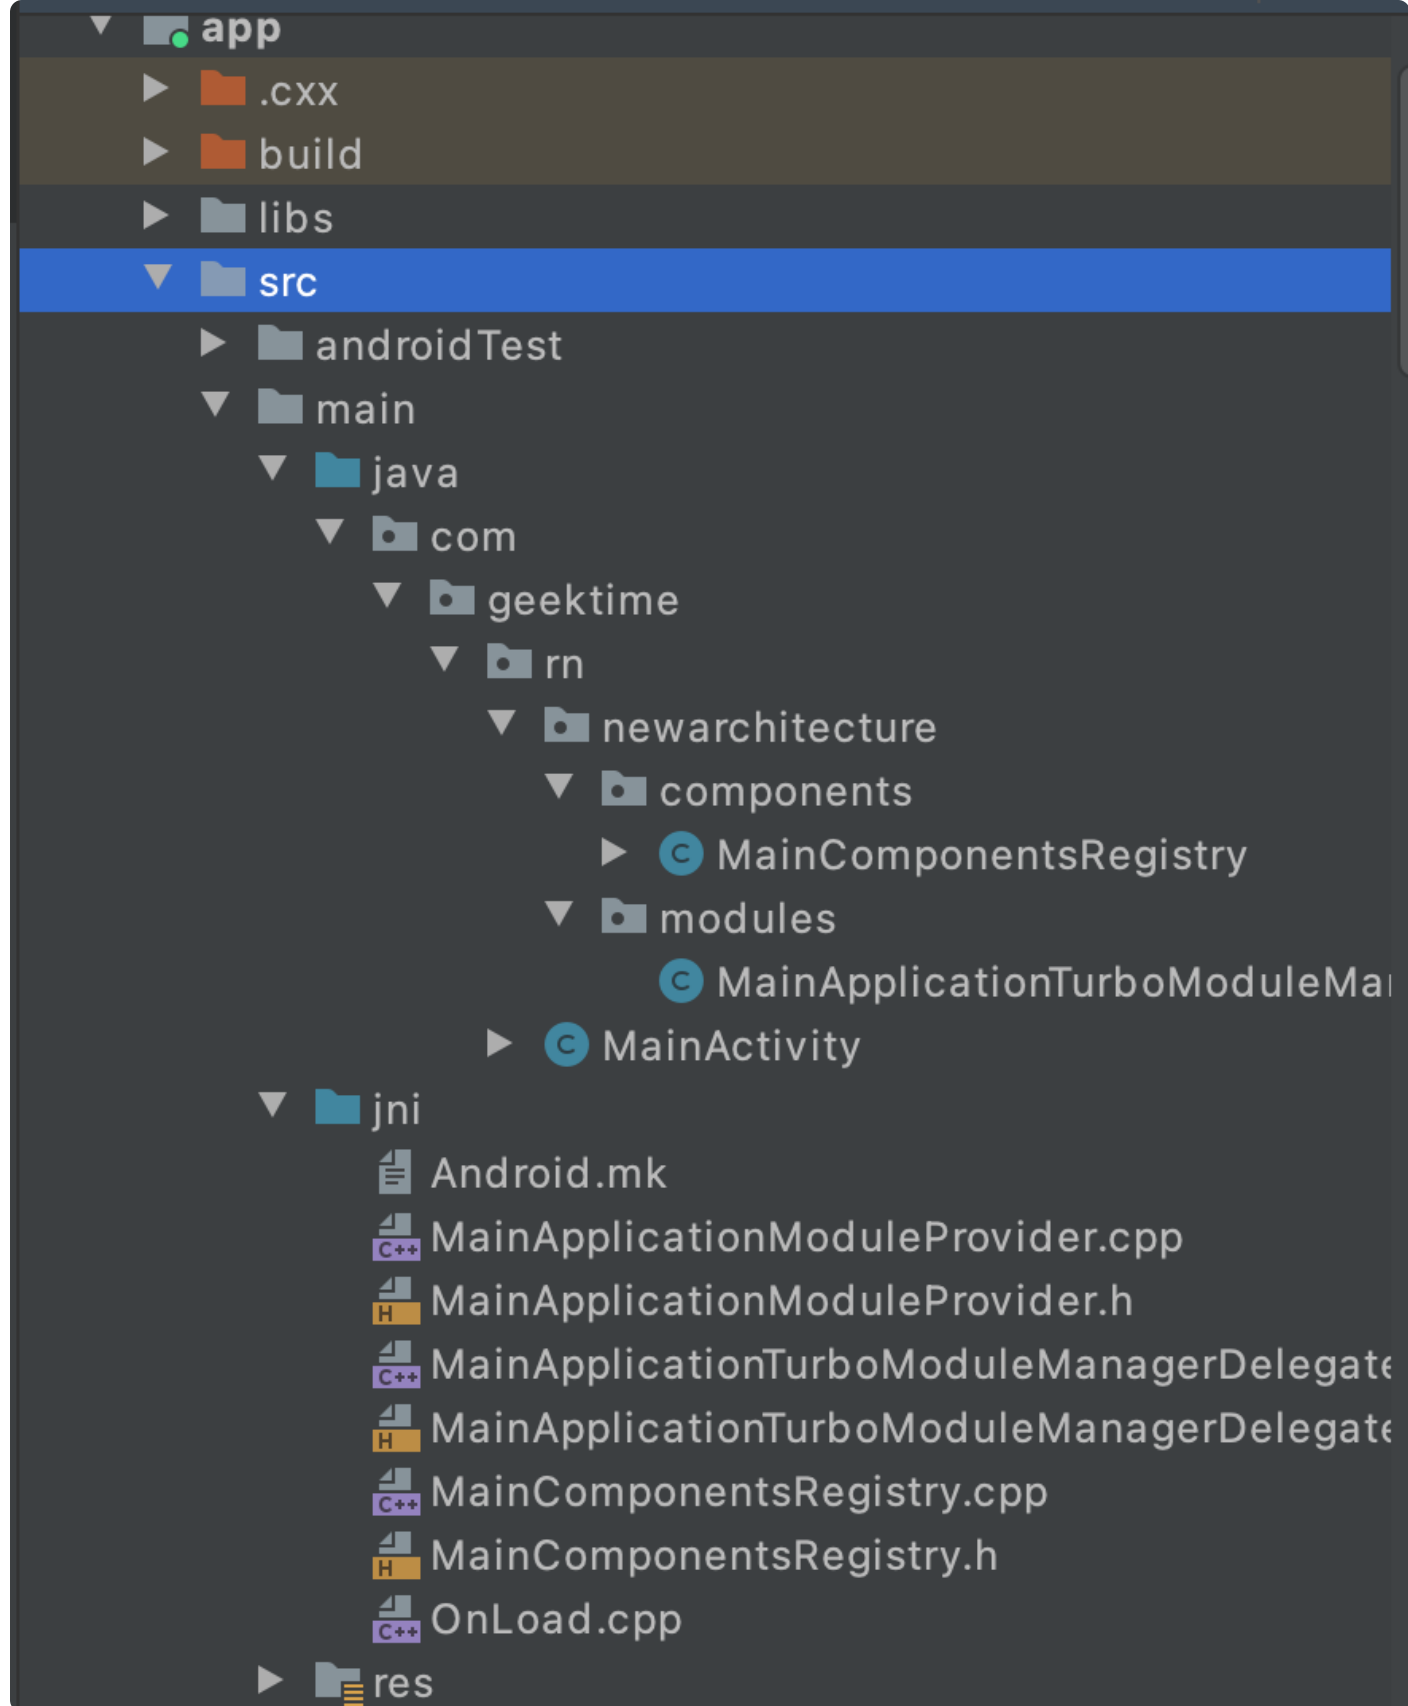 app
.cxx
build
libs
src
androidTest
main
java
com
geektime
rn
newarchitecture
components
C MainComponentsRegistry
modules
C MainApplicationTurboModuleMa
C MainActivity
jni
Android.mk
C++ MainApplicationModuleProvider.cpp
H MainApplicationModuleProvider.h
C++ MainApplicationTurboModuleManagerDelegate
H MainApplicationTurboModuleManagerDelegate
C++ MainComponentsRegistry.cpp
H MainComponentsRegistry.h
C++ OnLoad.cpp
res